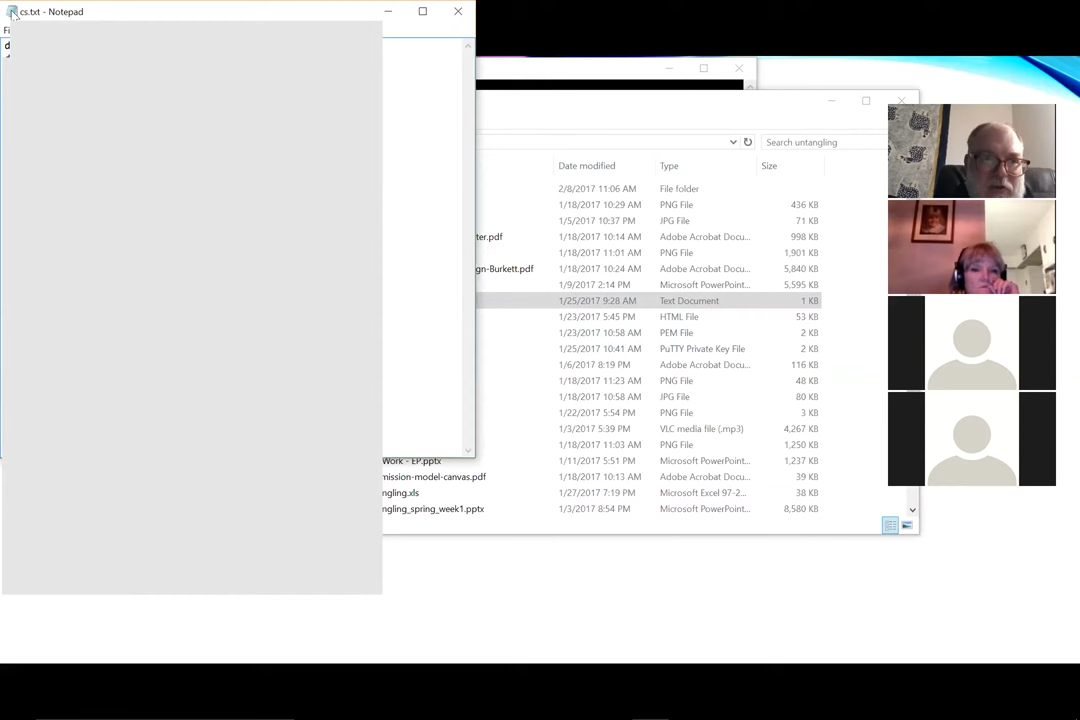 cs.txt - Notepad
Fi
d
Search untangling
Date modified Type Size
2/8/2017 11:06 AM File folder
1/18/2017 10:29 AM PNG File 436 KB
1/5/2017 10:37 PM JPG File 71 KB
ter.pdf 1/18/2017 10:14 AM Adobe Acrobat Docu... 998 KB
1/18/2017 11:01 AM PNG File 1,901 KB
gn-Burkett.pdf 1/18/2017 10:24 AM Adobe Acrobat Docu... 5,840 KB
1/9/2017 2:14 PM Microsoft PowerPoint... 5,595 KB
1/25/2017 9:28 AM Text Document 1 KB
1/23/2017 5:45 PM HTML File 53 KB
1/23/2017 10:58 AM PEM File 2 KB
1/25/2017 10:41 AM PuTTY Private Key File 2 KB
1/6/2017 8:19 PM Adobe Acrobat Docu... 116 KB
1/18/2017 11:23 AM PNG File 48 KB
1/18/2017 10:58 AM JPG File 80 KB
1/22/2017 5:54 PM PNG File 3 KB
1/3/2017 5:39 PM VLC media file (.mp3) 4,267 KB
1/18/2017 11:03 AM PNG File 1,250 KB
Work - EP.pptx 1/11/2017 5:51 PM Microsoft PowerPoint... 1,237 KB
mission-model-canvas.pdf 1/18/2017 10:13 AM Adobe Acrobat Docu... 39 KB
ngling.xls 1/27/2017 7:19 PM Microsoft Excel 97-2... 38 KB
ngling_spring_week1.pptx 1/3/2017 8:54 PM Microsoft PowerPoint... 8,580 KB